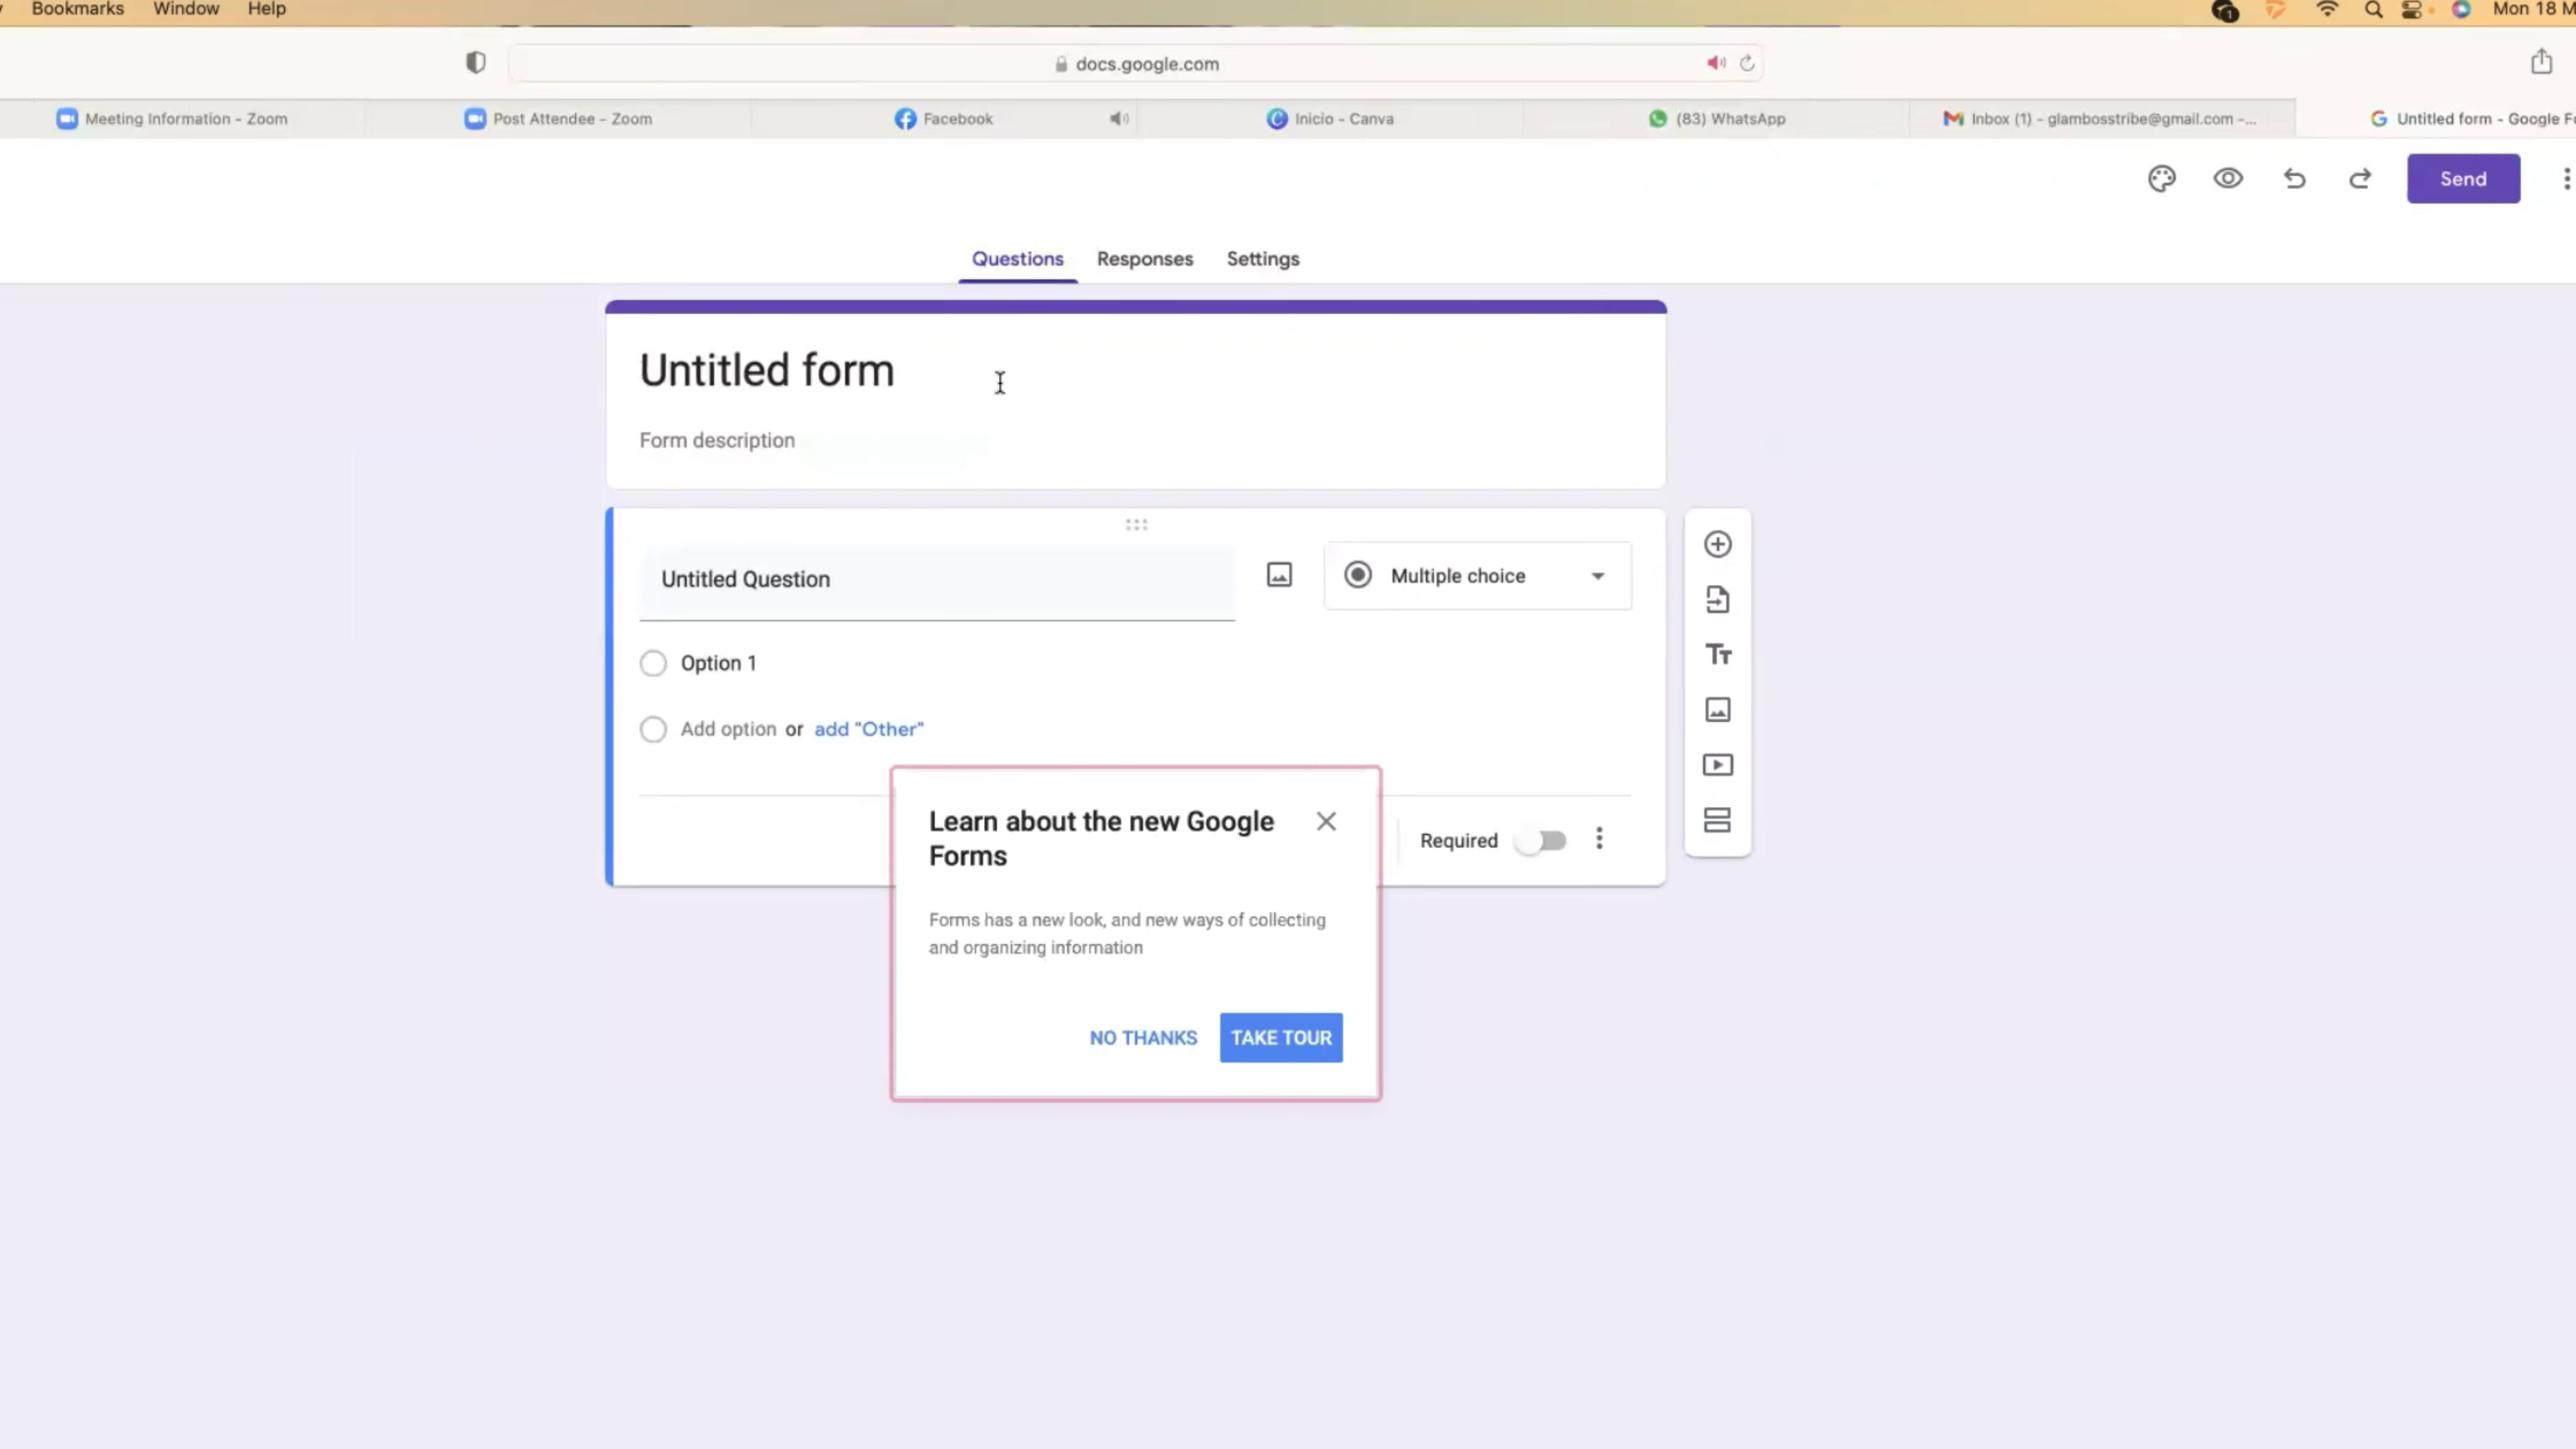 Bookmarks Window Help
1
Mon 18 M
docs.google.com
Meeting Information - Zoom
Post Attendee - Zoom
Facebook
Inicio - Canva
(83) WhatsApp
Inbox (1) - glambosstribe@gmail.com -...
Untitled form - Google Fo
Send
Questions Responses Settings
Untitled form
Form description
Untitled Question
Multiple choice
Option 1
Add option or add "Other"
Learn about the new Google
Forms
Forms has a new look, and new ways of collecting
and organizing information
NO THANKS
TAKE TOUR
Required
Tт